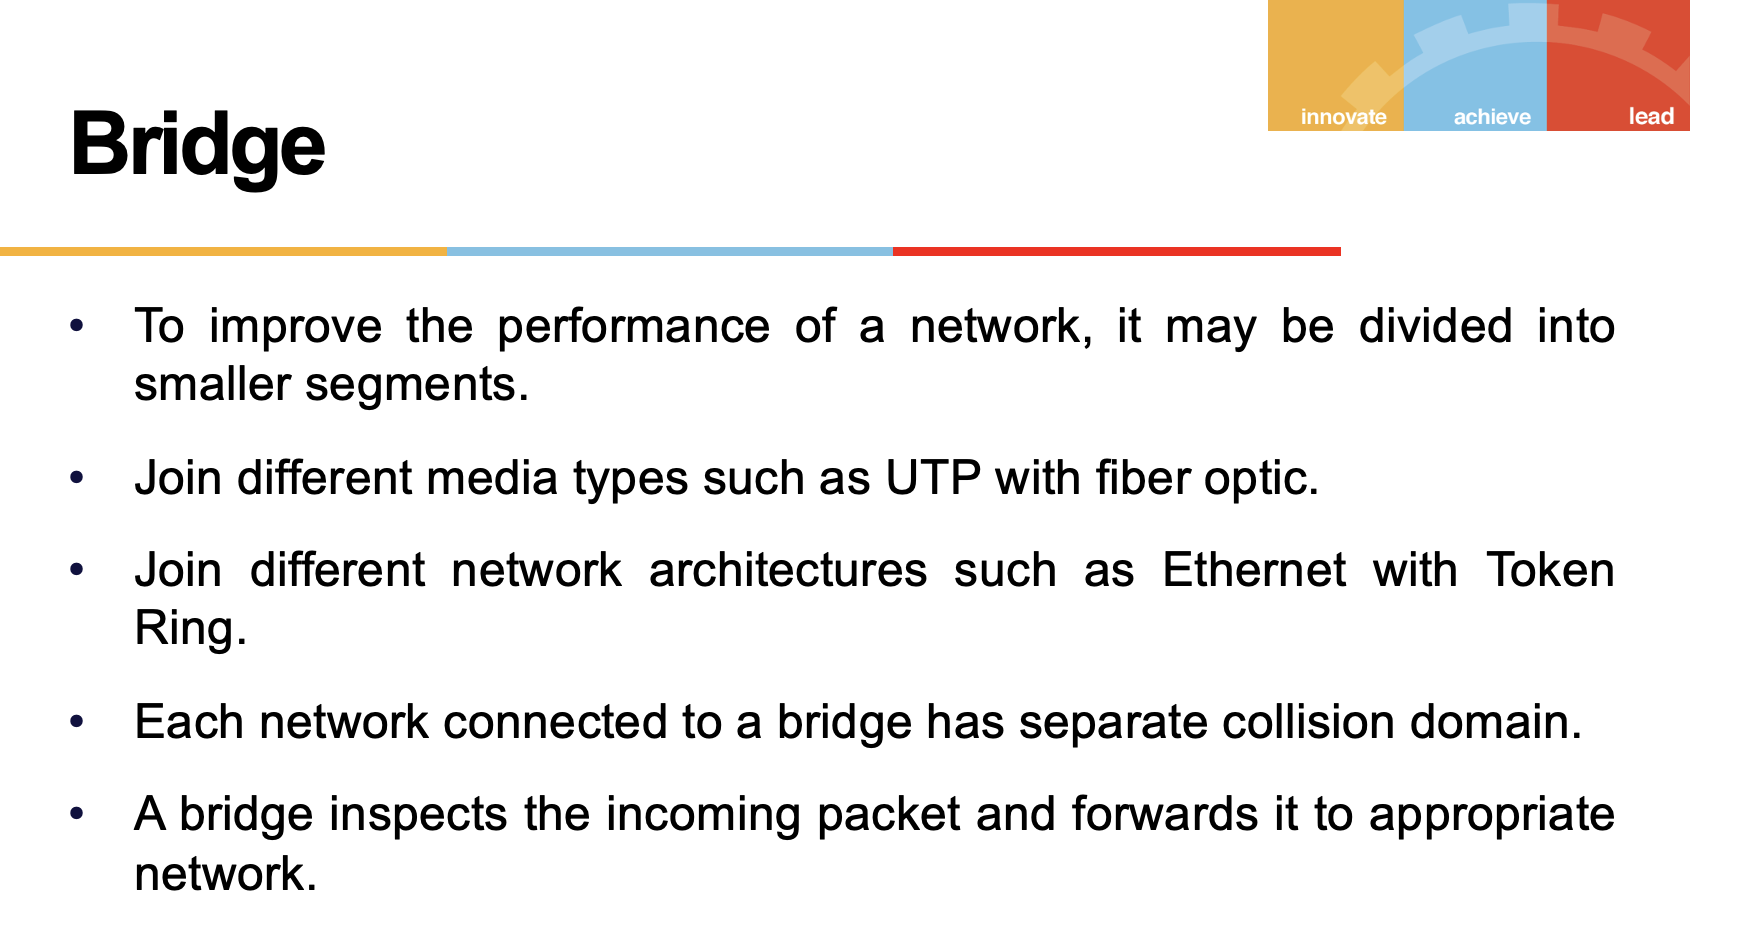 innovate achieve lead
Bridge
• To improve the performance of a network, it may be divided into
smaller segments.
• Join different media types such as UTP with fiber optic.
• Join different network architectures such as Ethernet with Token
Ring.
• Each network connected to a bridge has separate collision domain.
• A bridge inspects the incoming packet and forwards it to appropriate
network.